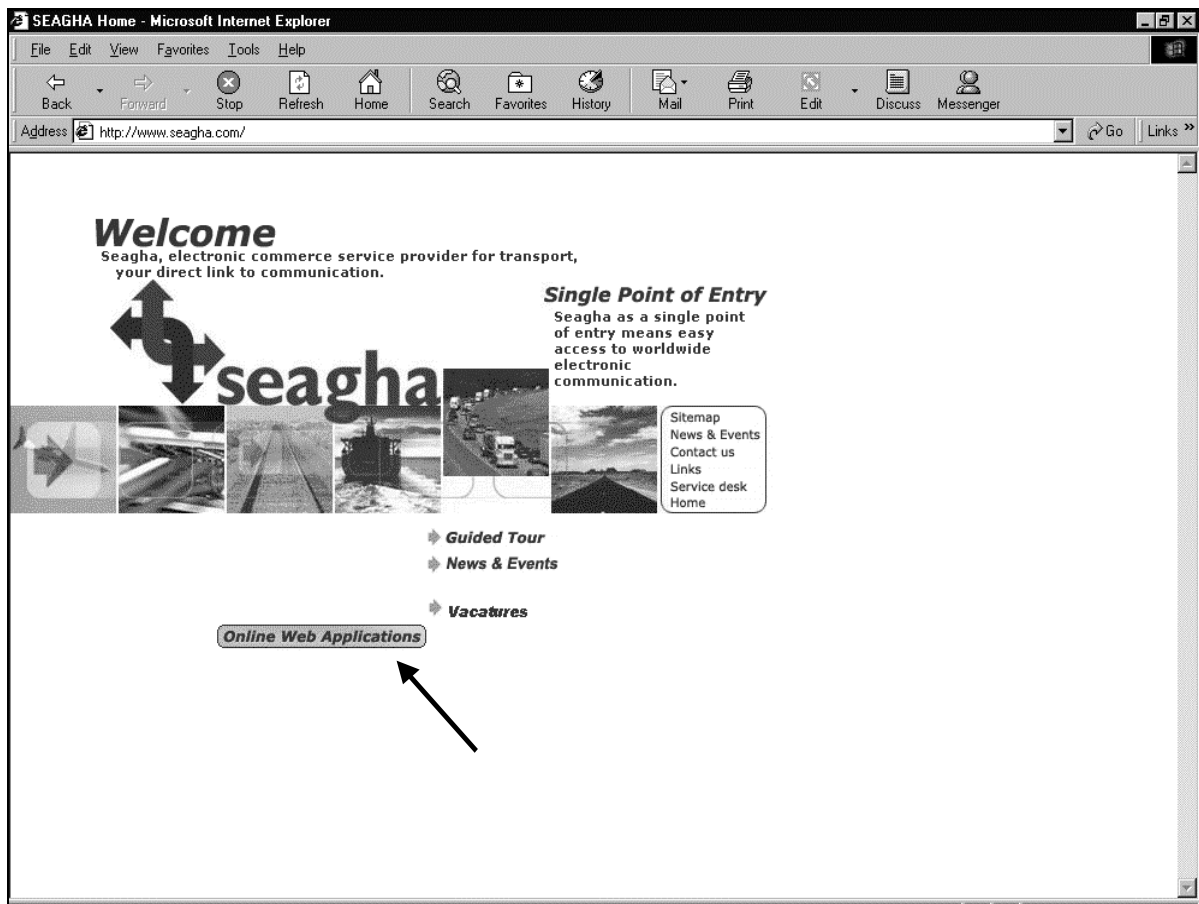 SEAGHA Home - Microsoft Internet Explorer
File Edit View Favorites Tools Help
Back Forward Stop Refresh Home Search Favorites History Mail Print Edit Discuss Messenger
Address http://www.seagha.com/ Go Links »
Welcome
Seagha, electronic commerce service provider for transport,
your direct link to communication.
Single Point of Entry
Seagha as a single point
of entry means easy
access to worldwide
electronic
communication.
seagha
Sitemap
News & Events
Contact us
Links
Service desk
Home
Guided Tour
News & Events
Vacatures
Online Web Applications